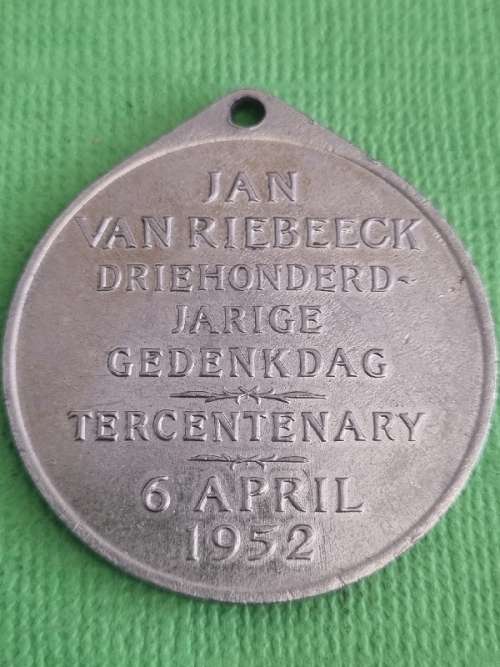 JAN
VAN RIEBEECK
DRIEHONDERD-
JARIGE
GEDENKDAG
TERCENTENARY
6 APRIL
1952